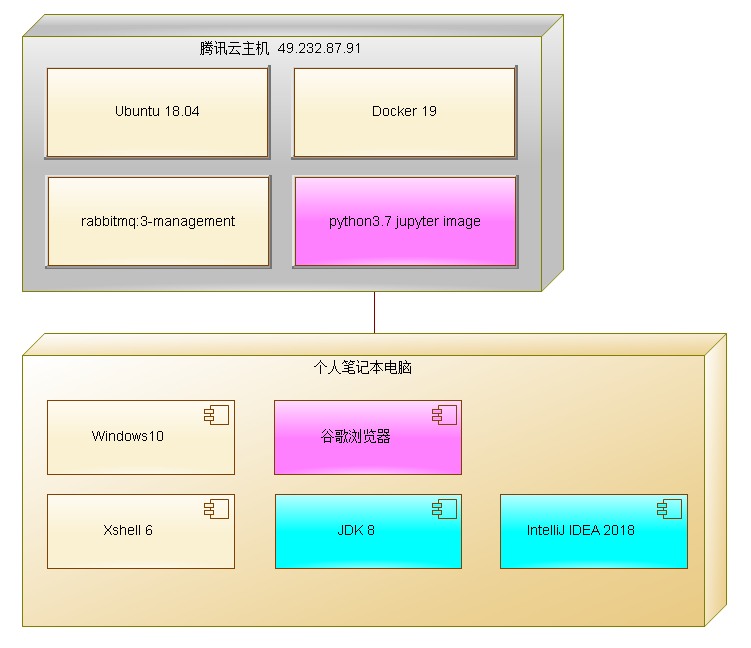 腾讯云主机  49.232.87.91
Ubuntu 18.04
Docker 19
rabbitmq:3-management
python3.7 jupyter image
个人笔记本电脑
Windows10
谷歌浏览器
Xshell 6
JDK 8
IntelliJ IDEA 2018